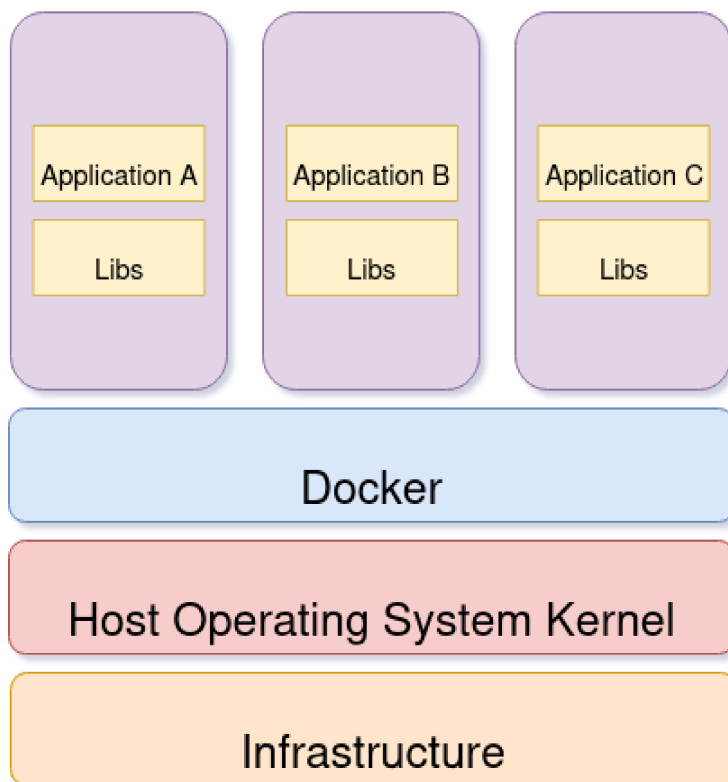 Application A
Application B
Application C
Libs
Libs
Libs
Docker
Host Operating System Kernel
Infrastructure